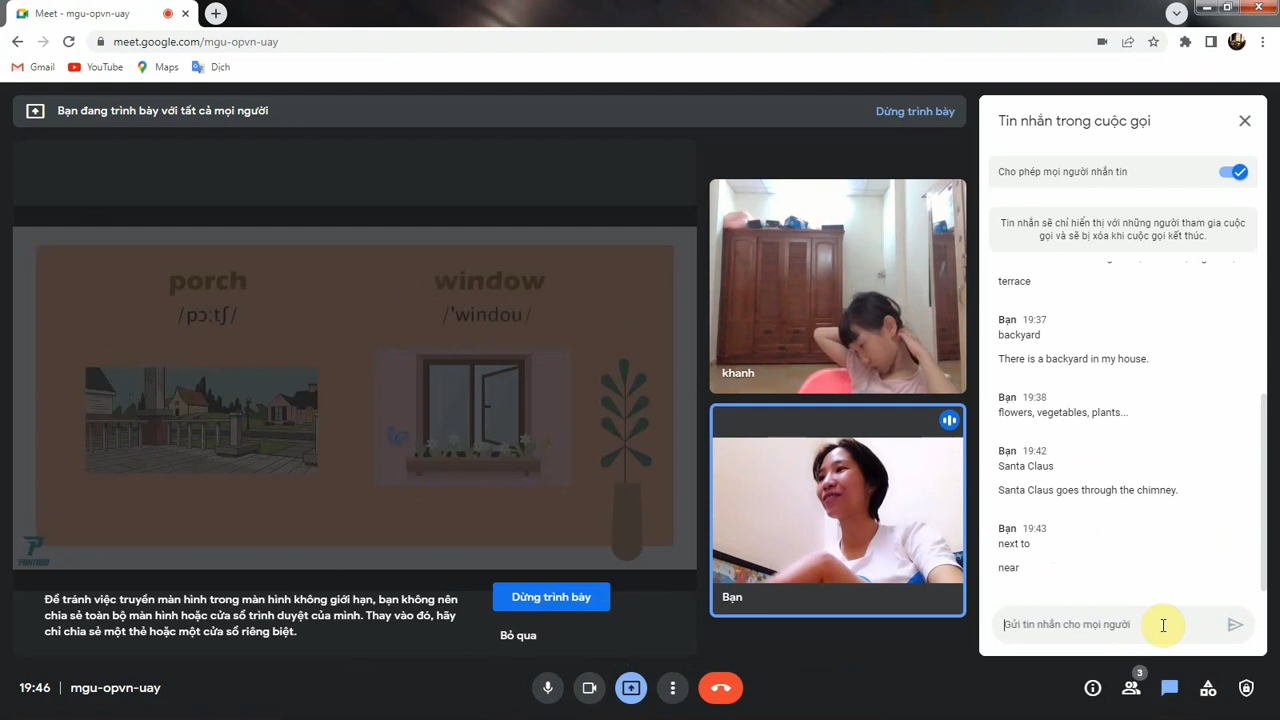 Meet - mgu-opvn-uay
meet.google.com/mgu-opvn-uay
Gmail
YouTube
Maps
Dịch
Bạn đang trình bày với tất cả mọi người
Dừng trình bày
porch
window
/pɔːtʃ/
/ˈwindou/
Để tránh việc truyền màn hình trong màn hình không giới hạn, bạn không nên
chia sẻ toàn bộ màn hình hoặc cửa sổ trình duyệt của mình. Thay vào đó, hãy
chỉ chia sẻ một thẻ hoặc một cửa sổ riêng biệt.
Dừng trình bày
Bỏ qua
khanh
Bạn
Tin nhắn trong cuộc gọi
Cho phép mọi người nhắn tin
Tin nhắn sẽ chỉ hiển thị với những người tham gia cuộc
gọi và sẽ bị xóa khi cuộc gọi kết thúc.
terrace
Bạn 19:37
backyard
There is a backyard in my house.
Bạn 19:38
flowers, vegetables, plants...
Bạn 19:42
Santa Claus
Santa Claus goes through the chimney.
Bạn 19:43
next to
near
Gửi tin nhắn cho mọi người
19:46 | mgu-opvn-uay
3